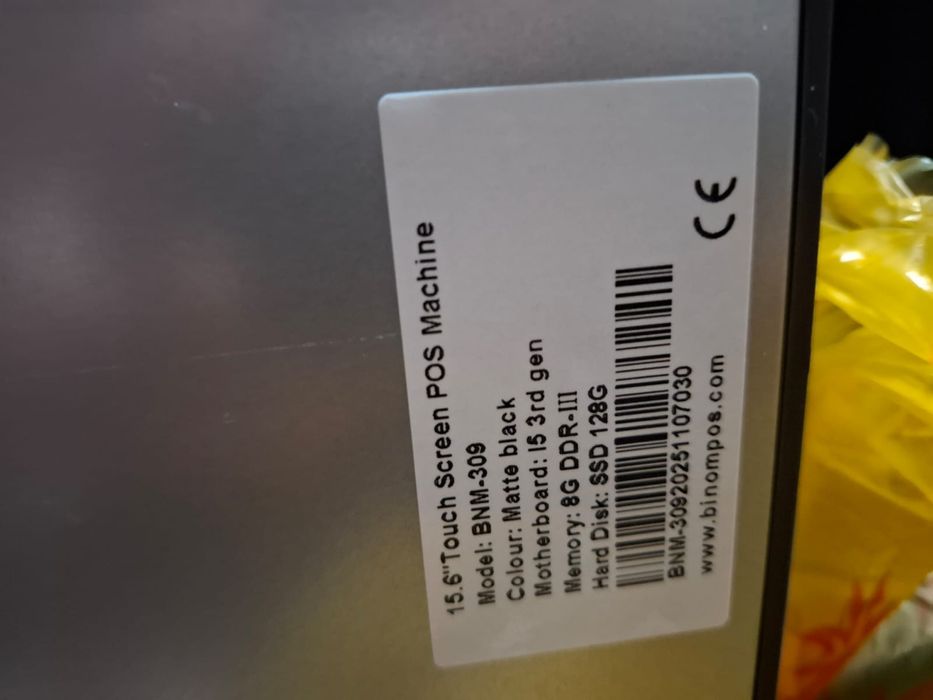 15.6"Touch Screen POS Machine
Model: BNM-309
Colour: Matte black
Motherboard: I5 3rd gen
Memory: 8G DDR-III
Hard Disk: SSD 128G
BNM-30920251107030
www.binompos.com
CE